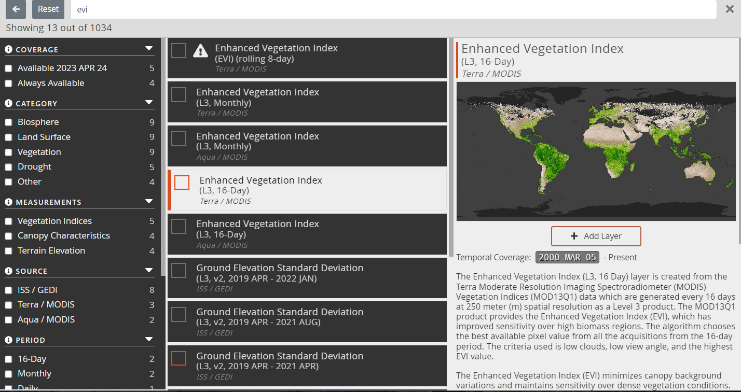 Reset
evi
Showing 13 out of 1034
COVERAGE
Available 2023 APR 24 5
Always Available 4
CATEGORY
Biosphere 9
Land Surface 9
Vegetation 9
Drought 5
Other 4
MEASUREMENTS
Vegetation Indices 5
Canopy Characteristics 4
Terrain Elevation 4
SOURCE
ISS / GEDI 8
Terra / MODIS 3
Aqua / MODIS 2
PERIOD
16-Day 2
Monthly 2
Daily 1
Enhanced Vegetation Index
(EVI) (rolling 8-day)
Terra / MODIS
Enhanced Vegetation Index
(L3, Monthly)
Terra / MODIS
Enhanced Vegetation Index
(L3, Monthly)
Aqua / MODIS
Enhanced Vegetation Index
(L3, 16-Day)
Terra / MODIS
Enhanced Vegetation Index
(L3, 16-Day)
Aqua / MODIS
Ground Elevation Standard Deviation
(L3, v2, 2019 APR - 2022 JAN)
ISS / GEDI
Ground Elevation Standard Deviation
(L3, v2, 2019 APR - 2021 AUG)
ISS / GEDI
Ground Elevation Standard Deviation
(L3, v2, 2019 APR - 2021 APR)
ISS / GEDI
Enhanced Vegetation Index
(L3, 16-Day)
Terra / MODIS
+ Add Layer
Temporal Coverage: 2000 MAR 05 - Present
The Enhanced Vegetation Index (L3, 16 Day) layer is created from the
Terra Moderate Resolution Imaging Spectroradiometer (MODIS)
Vegetation Indices (MOD13Q1) data which are generated every 16 days
at 250 meter (m) spatial resolution as a Level 3 product. The MOD13Q1
product provides the Enhanced Vegetation Index (EVI), which has
improved sensitivity over high biomass regions. The algorithm chooses
the best available pixel value from all the acquisitions from the 16-day
period. The criteria used is low clouds, low view angle, and the highest
EVI value.
The Enhanced Vegetation Index (EVI) minimizes canopy background
variations and maintains sensitivity over dense vegetation conditions.